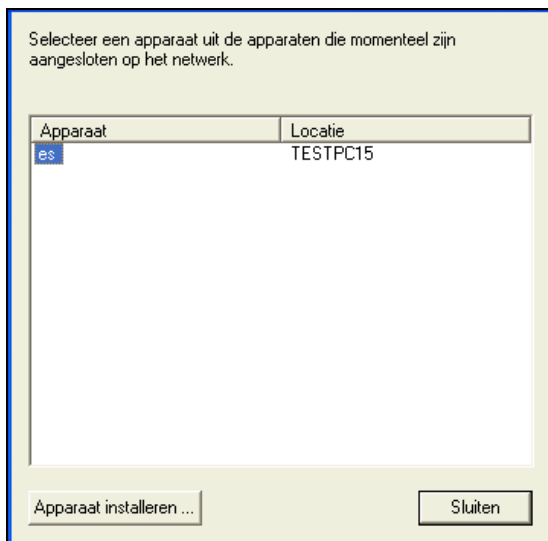 Selecteer een apparaat uit de apparaten die momenteel zijn
aangesloten op het netwerk.
Apparaat Locatie
es TESTPC15
Apparaat installeren ... Sluiten